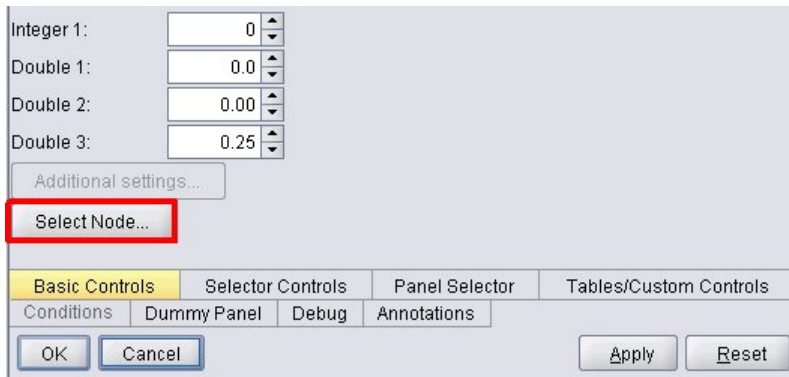 Integer 1: 0
Double 1: 0.0
Double 2: 0.00
Double 3: 0.25
Additional settings...
Select Node...
Basic Controls Selector Controls Panel Selector Tables/Custom Controls
Conditions Dummy Panel Debug Annotations
OK Cancel Apply Reset